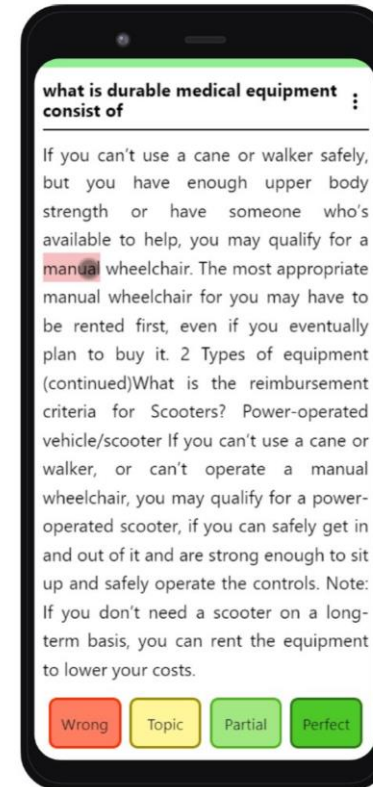 what is durable medical equipment
consist of
If you can't use a cane or walker safely,
but you have enough upper body
strength or have someone who's
available to help, you may qualify for a
manual wheelchair. The most appropriate
manual wheelchair for you may have to
be rented first, even if you eventually
plan to buy it. 2 Types of equipment
(continued)What is the reimbursement
criteria for Scooters? Power-operated
vehicle/scooter If you can't use a cane or
walker, or can't operate a manual
wheelchair, you may qualify for a power-
operated scooter, if you can safely get in
and out of it and are strong enough to sit
up and safely operate the controls. Note:
If you don't need a scooter on a long-
term basis, you can rent the equipment
to lower your costs.
Wrong Topic Partial Perfect